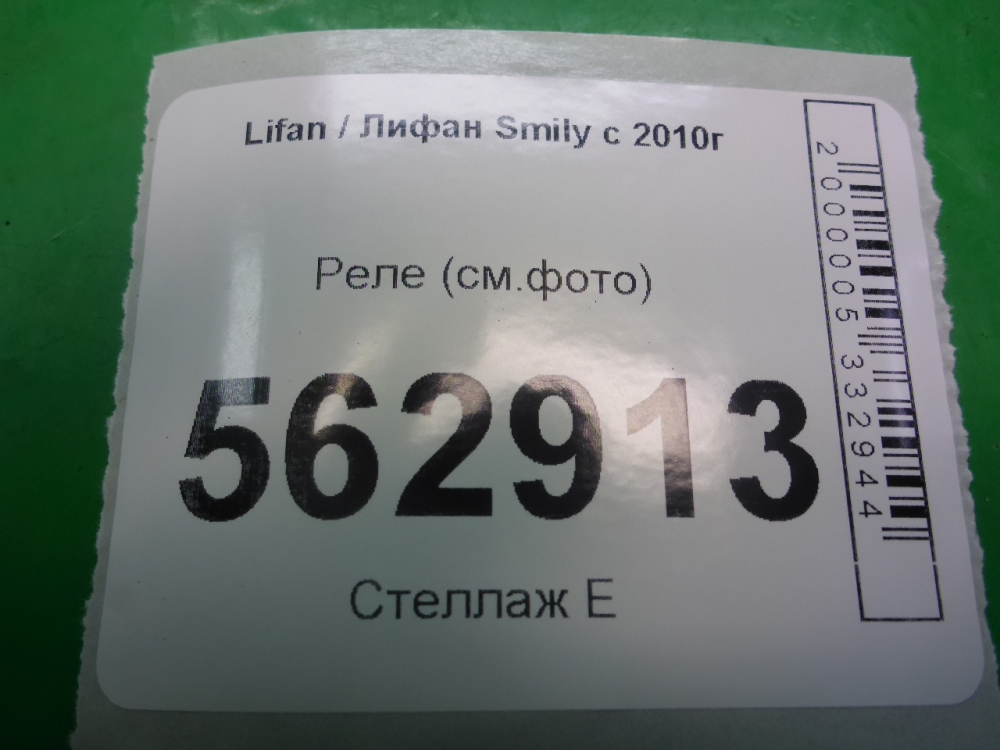 Lifan / Лифан Smily с 2010г
Реле (см.фото)
562913
Стеллаж Е
2000005332944